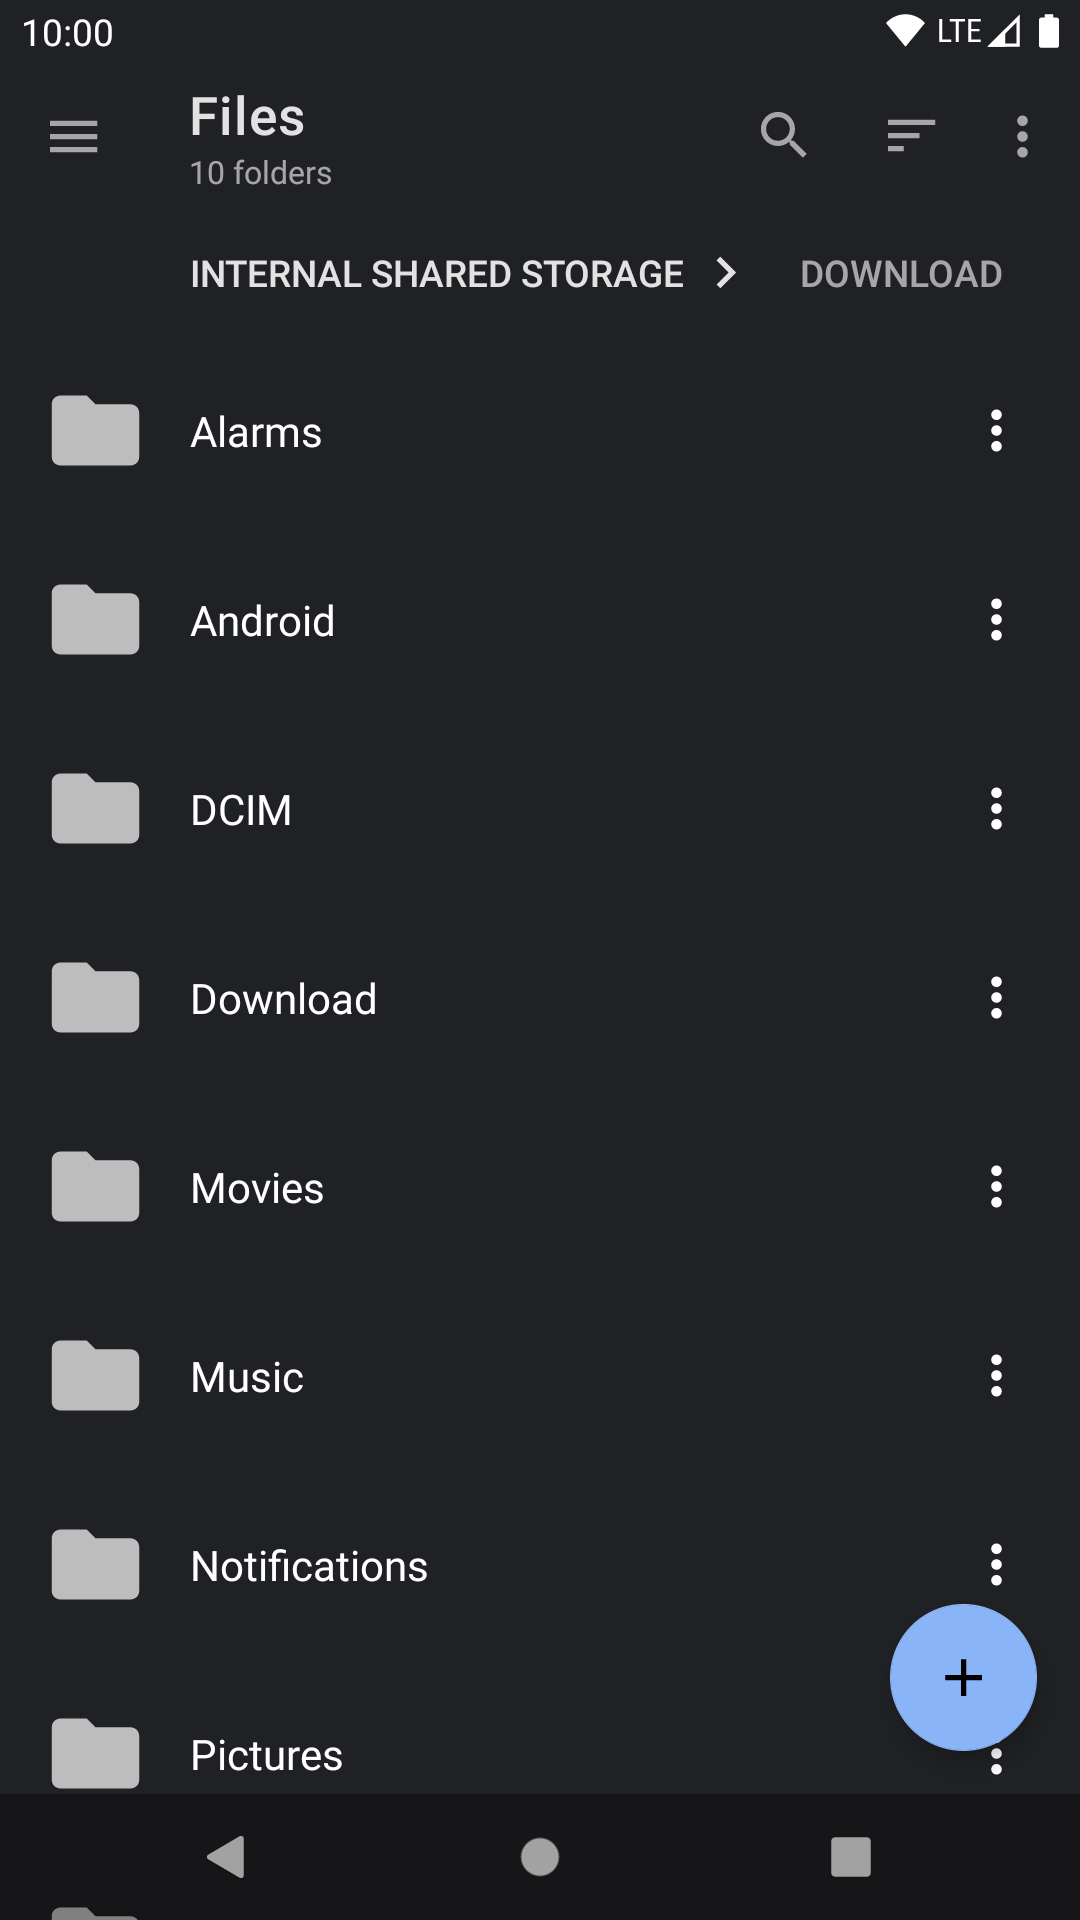 10:00
LTE
Files
10 folders
INTERNAL SHARED STORAGE
DOWNLOAD
Alarms
Android
DCIM
Download
Movies
Music
Notifications
Pictures